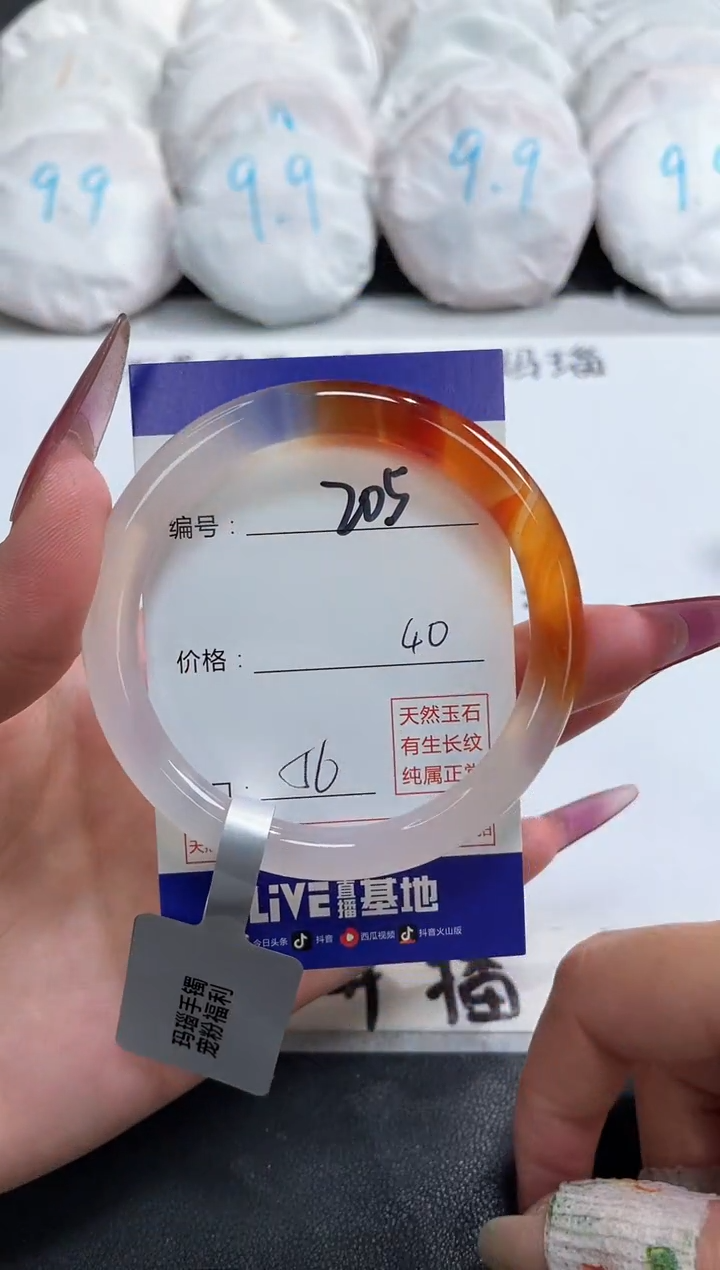 9.9
9.9
9.9
玛瑙
编号：205
价格：40
：56
天然玉石
有生长纹
纯属正常
天然
LiVE直播基地
今日头条 抖音 西瓜视频 抖音火山版
玛瑙手镯
宠粉福利